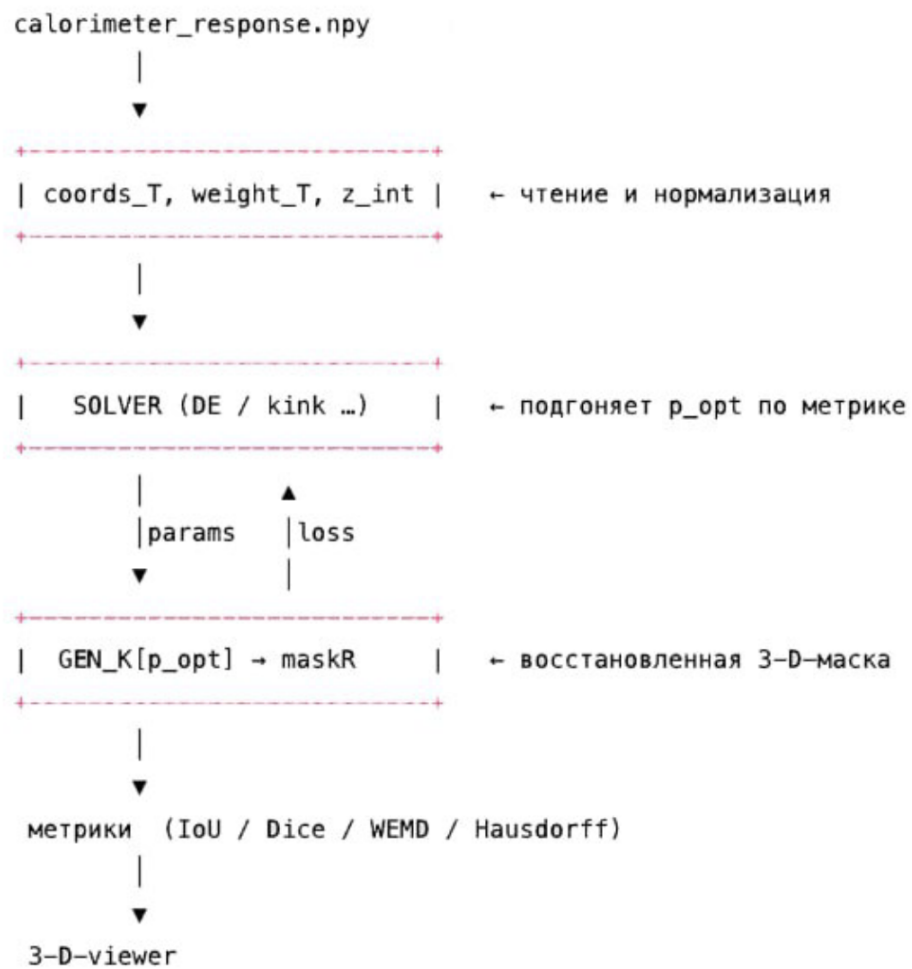 calorimeter_response.npy
|
▼
+-----------------------------+
| coords_T, weight_T, z_int | ← чтение и нормализация
+-----------------------------+
|
▼
+-----------------------------+
| SOLVER (DE / kink …) | ← подгоняет p_opt по метрике
+-----------------------------+
| ▲
|params |loss
▼ |
+-----------------------------+
| GEN_K[p_opt] → maskR | ← восстановленная 3-D-маска
+-----------------------------+
|
▼
метрики (IoU / Dice / WEMD / Hausdorff)
|
▼
3-D-viewer